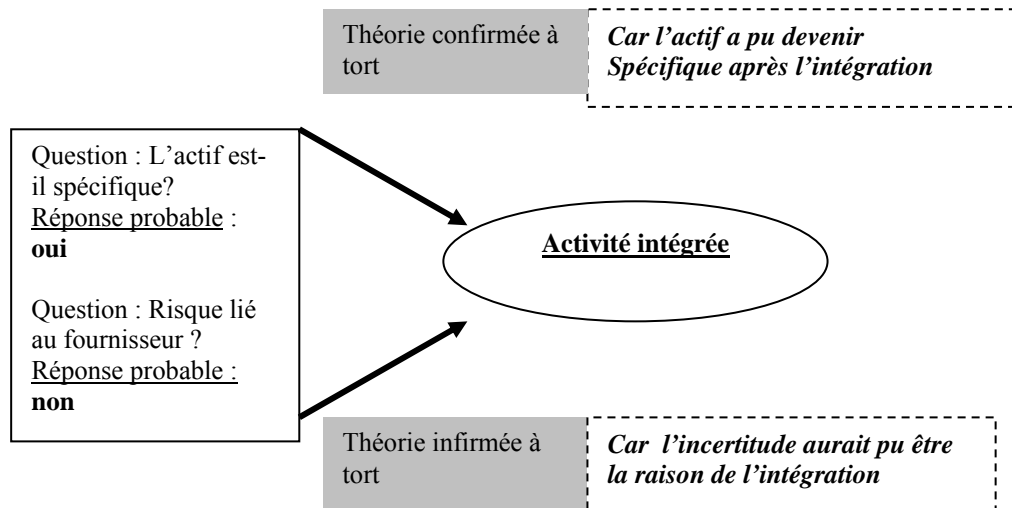 Théorie confirmée à
tort
Car l'actif a pu devenir
Spécifique après l'intégration
Question : L'actif est-
il spécifique?
Réponse probable :
oui
Question : Risque lié
au fournisseur ?
Réponse probable :
non
Activité intégrée
Théorie infirmée à
tort
Car l'incertitude aurait pu être
la raison de l'intégration